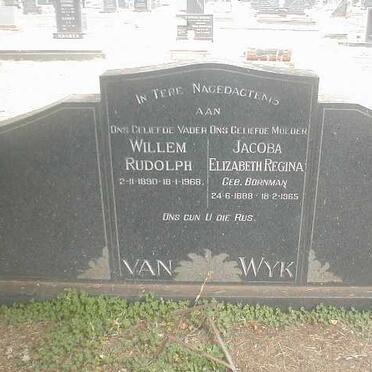 In Tere Nagedagtenis
aan
Ons Geliefde Vader
Willem
Rudolph
2-11-1890-18-1-1968.
Ons Geliefde Moeder
Jacoba
Elizabeth Regina
Geb. Bornman
24-6-1888-18-2-1965
Ons gun U die Rus.
VAN WYK